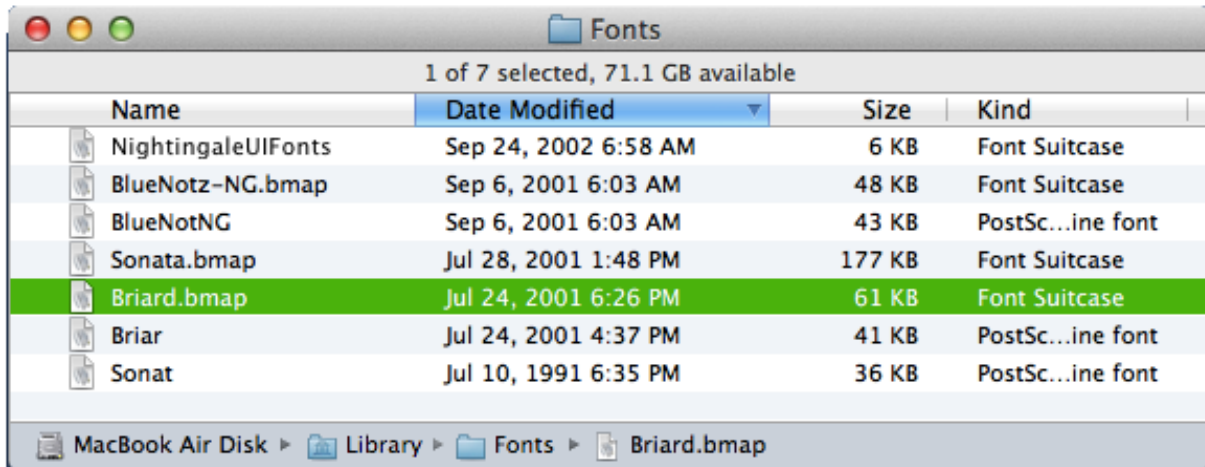 Fonts
1 of 7 selected, 71.1 GB available
Name Date Modified Size Kind
NightingaleUIFonts Sep 24, 2002 6:58 AM 6 KB Font Suitcase
BlueNotz-NG.bmap Sep 6, 2001 6:03 AM 48 KB Font Suitcase
BlueNotNG Sep 6, 2001 6:03 AM 43 KB PostSc...ine font
Sonata.bmap Jul 28, 2001 1:48 PM 177 KB Font Suitcase
Briard.bmap Jul 24, 2001 6:26 PM 61 KB Font Suitcase
Briar Jul 24, 2001 4:37 PM 41 KB PostSc...ine font
Sonat Jul 10, 1991 6:35 PM 36 KB PostSc...ine font
MacBook Air Disk ▸ Library ▸ Fonts ▸ Briard.bmap